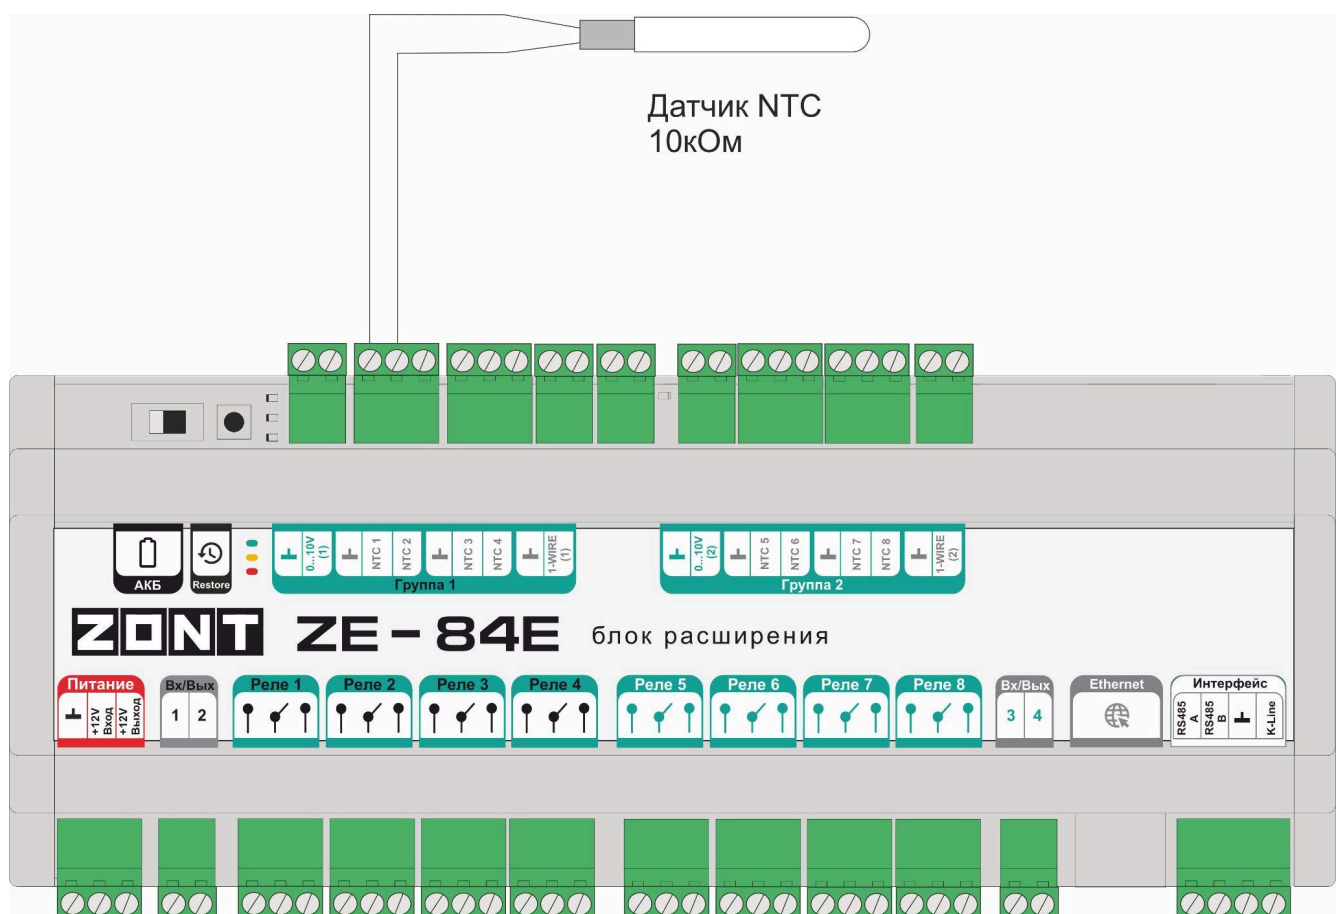 Датчик NTC
10кОм
АКБ
Restore
0...10V
(1)
NTC 1
NTC 2
NTC 3
NTC 4
1-WIRE
(1)
Группа 1
0...10V
(2)
NTC 5
NTC 6
NTC 7
NTC 8
1-WIRE
(2)
Группа 2
ZONT ZE-84E блок расширения
Питание
+12V
Вход
+12V
Выход
Вх/Вых
1 2
Реле 1
Реле 2
Реле 3
Реле 4
Реле 5
Реле 6
Реле 7
Реле 8
Вх/Вых
3 4
Ethernet
Интерфейс
RS485
A
RS485
B
K-Line